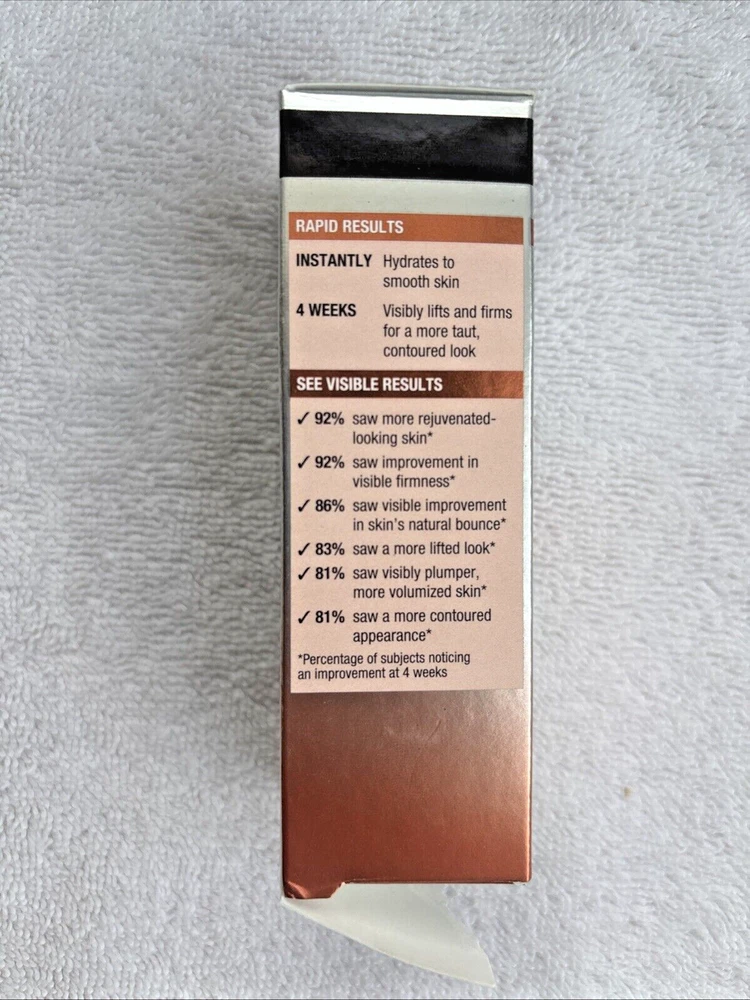 RAPID RESULTS
INSTANTLY Hydrates to
smooth skin
4 WEEKS Visibly lifts and firms
for a more taut,
contoured look
SEE VISIBLE RESULTS
✓ 92% saw more rejuvenated-
looking skin*
✓ 92% saw improvement in
visible firmness*
✓ 86% saw visible improvement
in skin's natural bounce*
✓ 83% saw a more lifted look*
✓ 81% saw visibly plumper,
more volumized skin*
✓ 81% saw a more contoured
appearance*
*Percentage of subjects noticing
an improvement at 4 weeks